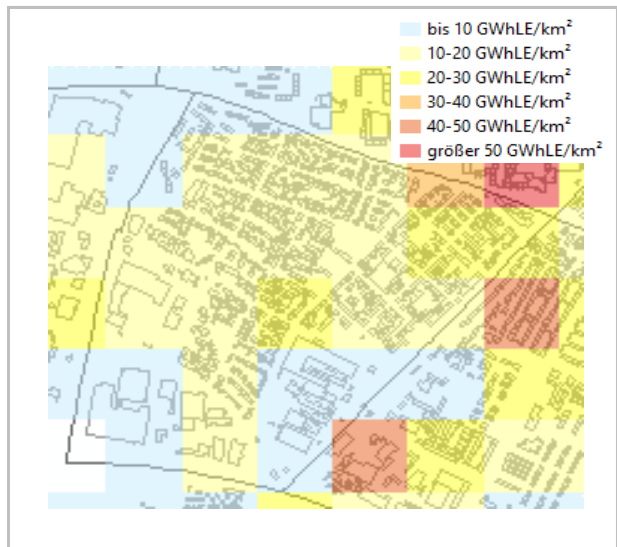 bis 10 GWhLE/km²
10-20 GWhLE/km²
20-30 GWhLE/km²
30-40 GWhLE/km²
40-50 GWhLE/km²
größer 50 GWhLE/km²